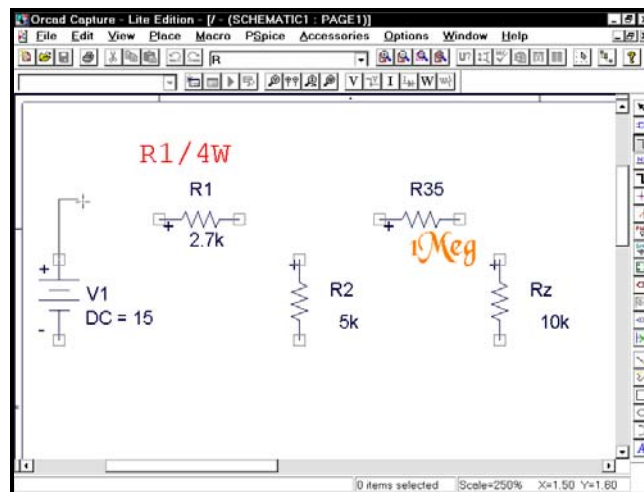 Orcad Capture - Lite Edition - [/ - (SCHEMATIC1 : PAGE1)]
File Edit View Place Macro PSpice Accessories Options Window Help
R
V I W
R1/4W
R1
2.7k
R35
1Meg
+
V1
DC = 15
-
R2
5k
Rz
10k
0 items selected Scale=250% X=1.50 Y=1.60